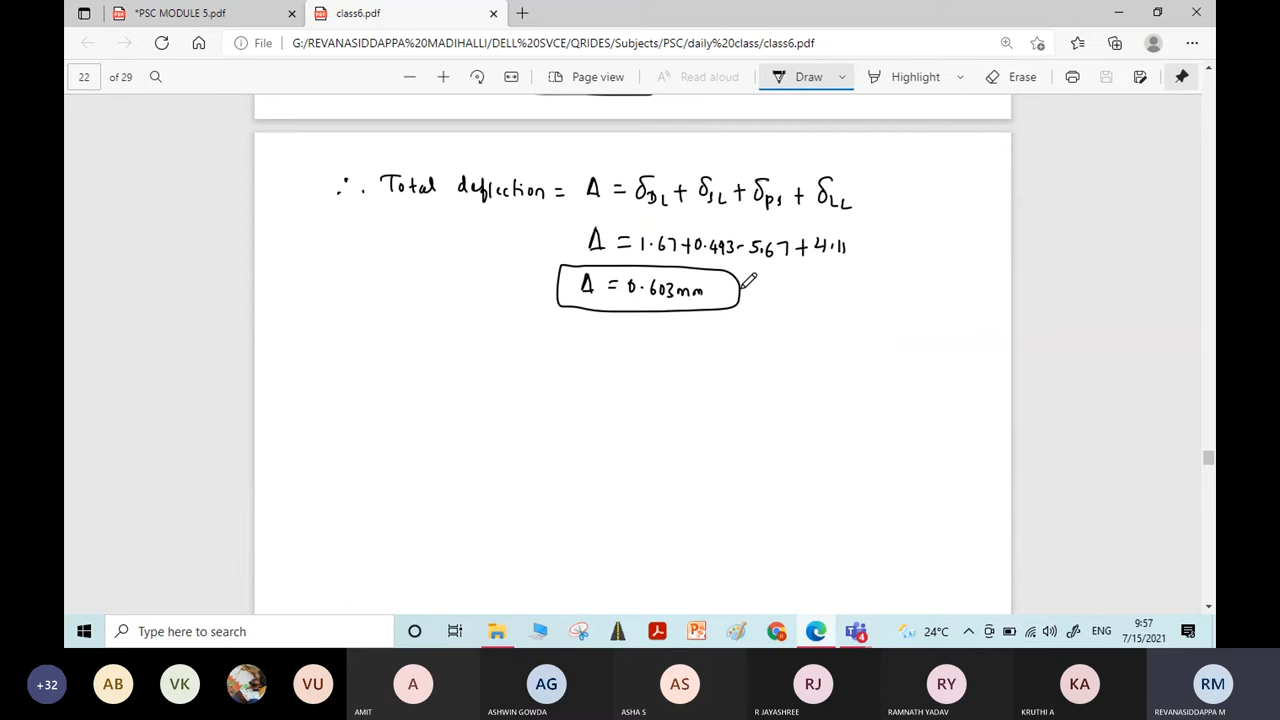 *PSC MODULE 5.pdf
class6.pdf
File
G:/REVANASIDDAPPA%20MADIHALLI/DELL%20SVCE/QRIDES/Subjects/PSC/daily%20class/class6.pdf
22 of 29
Page view
Read aloud
Draw
Highlight
Erase
∴ Total deflection = Δ = δDL + δSL + δps + δLL
Δ = 1.67+0.493-5.67+4.11
Δ = 0.603mm
Type here to search
4
24°C
ENG
9:57
7/15/2021
+32
AB
VK
VU
A
AMIT
AG
ASHWIN GOWDA
AS
ASHA S
RJ
R JAYASHREE
RY
RAMNATH YADAV
KA
KRUTHI A
RM
REVANASIDDAPPA M